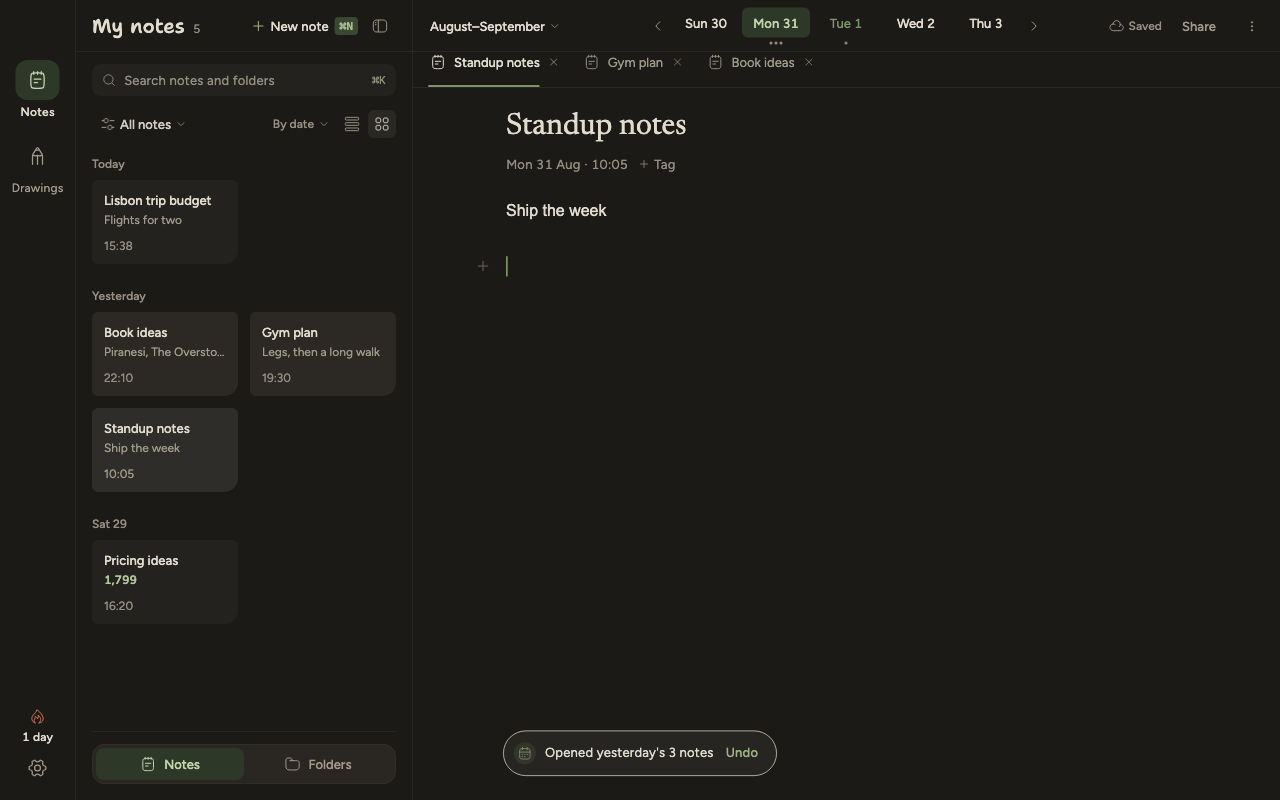 My notes 5
New note ⌘N
August–September
Sun 30
Mon 31
Tue 1
Wed 2
Thu 3
Saved
Share
Notes
Drawings
Search notes and folders ⌘K
All notes
By date
Today
Lisbon trip budget
Flights for two
15:38
Yesterday
Book ideas
Piranesi, The Oversto...
22:10
Gym plan
Legs, then a long walk
19:30
Standup notes
Ship the week
10:05
Sat 29
Pricing ideas
1,799
16:20
1 day
Notes
Folders
Standup notes
Gym plan
Book ideas
Standup notes
Mon 31 Aug · 10:05 + Tag
Ship the week
Opened yesterday's 3 notes Undo